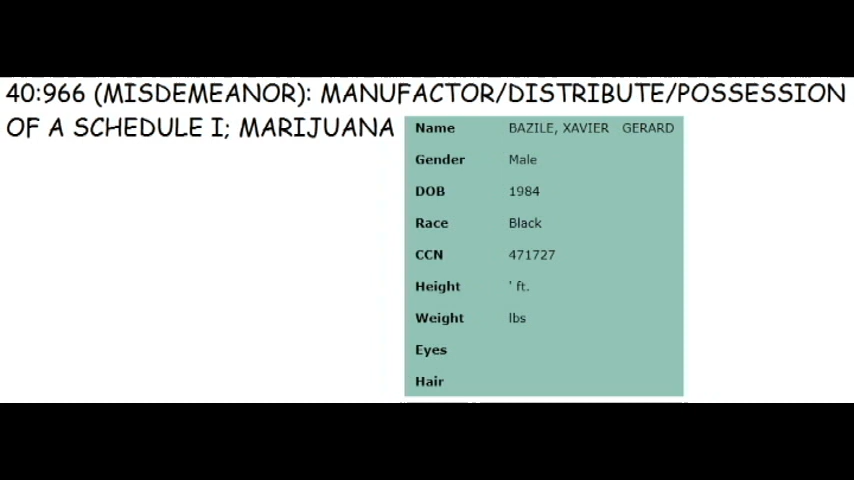 40:966 (MISDEMEANOR): MANUFACTOR/DISTRIBUTE/POSSESSION
OF A SCHEDULE I; MARIJUANA
Name BAZILE, XAVIER GERARD
Gender Male
DOB 1984
Race Black
CCN 471727
Height ' ft.
Weight lbs
Eyes
Hair